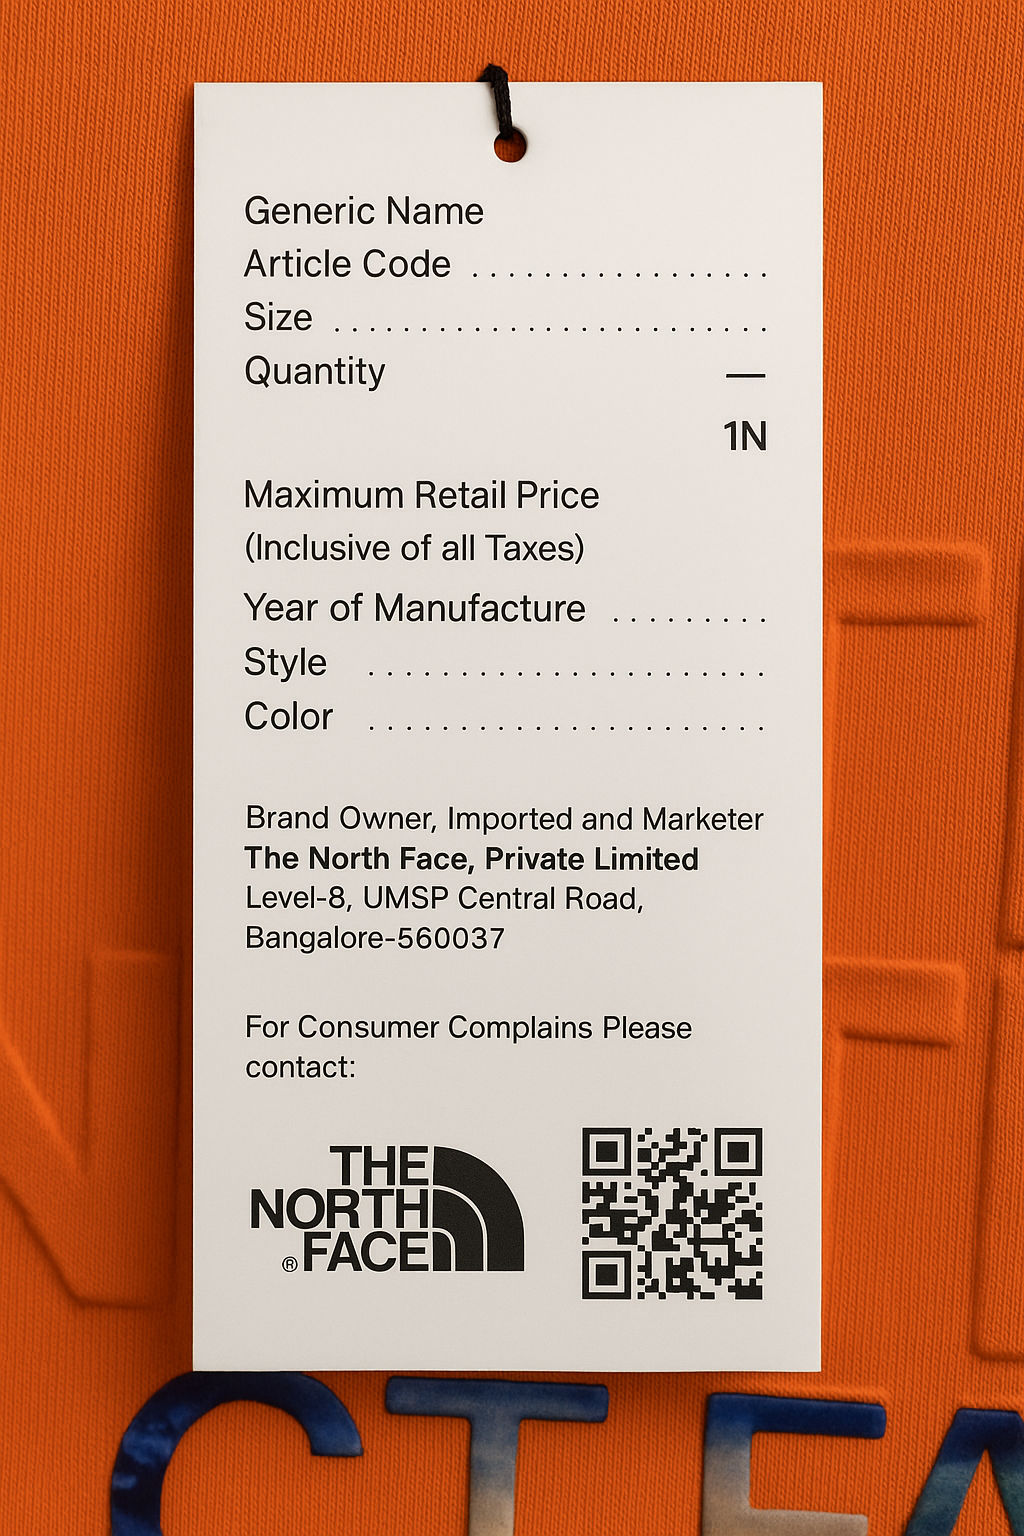 Generic Name
Article Code . . . . . . . . . . . . . . . . .
Size . . . . . . . . . . . . . . . . . . . . . . . . .
Quantity —
1N
Maximum Retail Price
(Inclusive of all Taxes)
Year of Manufacture . . . . . . . . .
Style . . . . . . . . . . . . . . . . . . . . . .
Color . . . . . . . . . . . . . . . . . . . . . .
Brand Owner, Imported and Marketer
The North Face, Private Limited
Level-8, UMSP Central Road,
Bangalore-560037
For Consumer Complains Please
contact:
THE
NORTH
® FACE